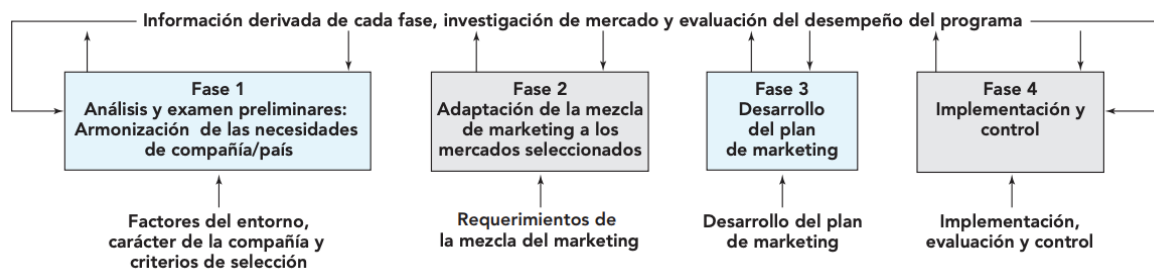 Información derivada de cada fase, investigación de mercado y evaluación del desempeño del programa
Fase 1
Análisis y examen preliminares:
Armonización de las necesidades
de compañía/país
Fase 2
Adaptación de la mezcla
de marketing a los
mercados seleccionados
Fase 3
Desarrollo
del plan
de marketing
Fase 4
Implementación y
control
Factores del entorno,
carácter de la compañía y
criterios de selección
Requerimientos de
la mezcla del marketing
Desarrollo del plan
de marketing
Implementación,
evaluación y control